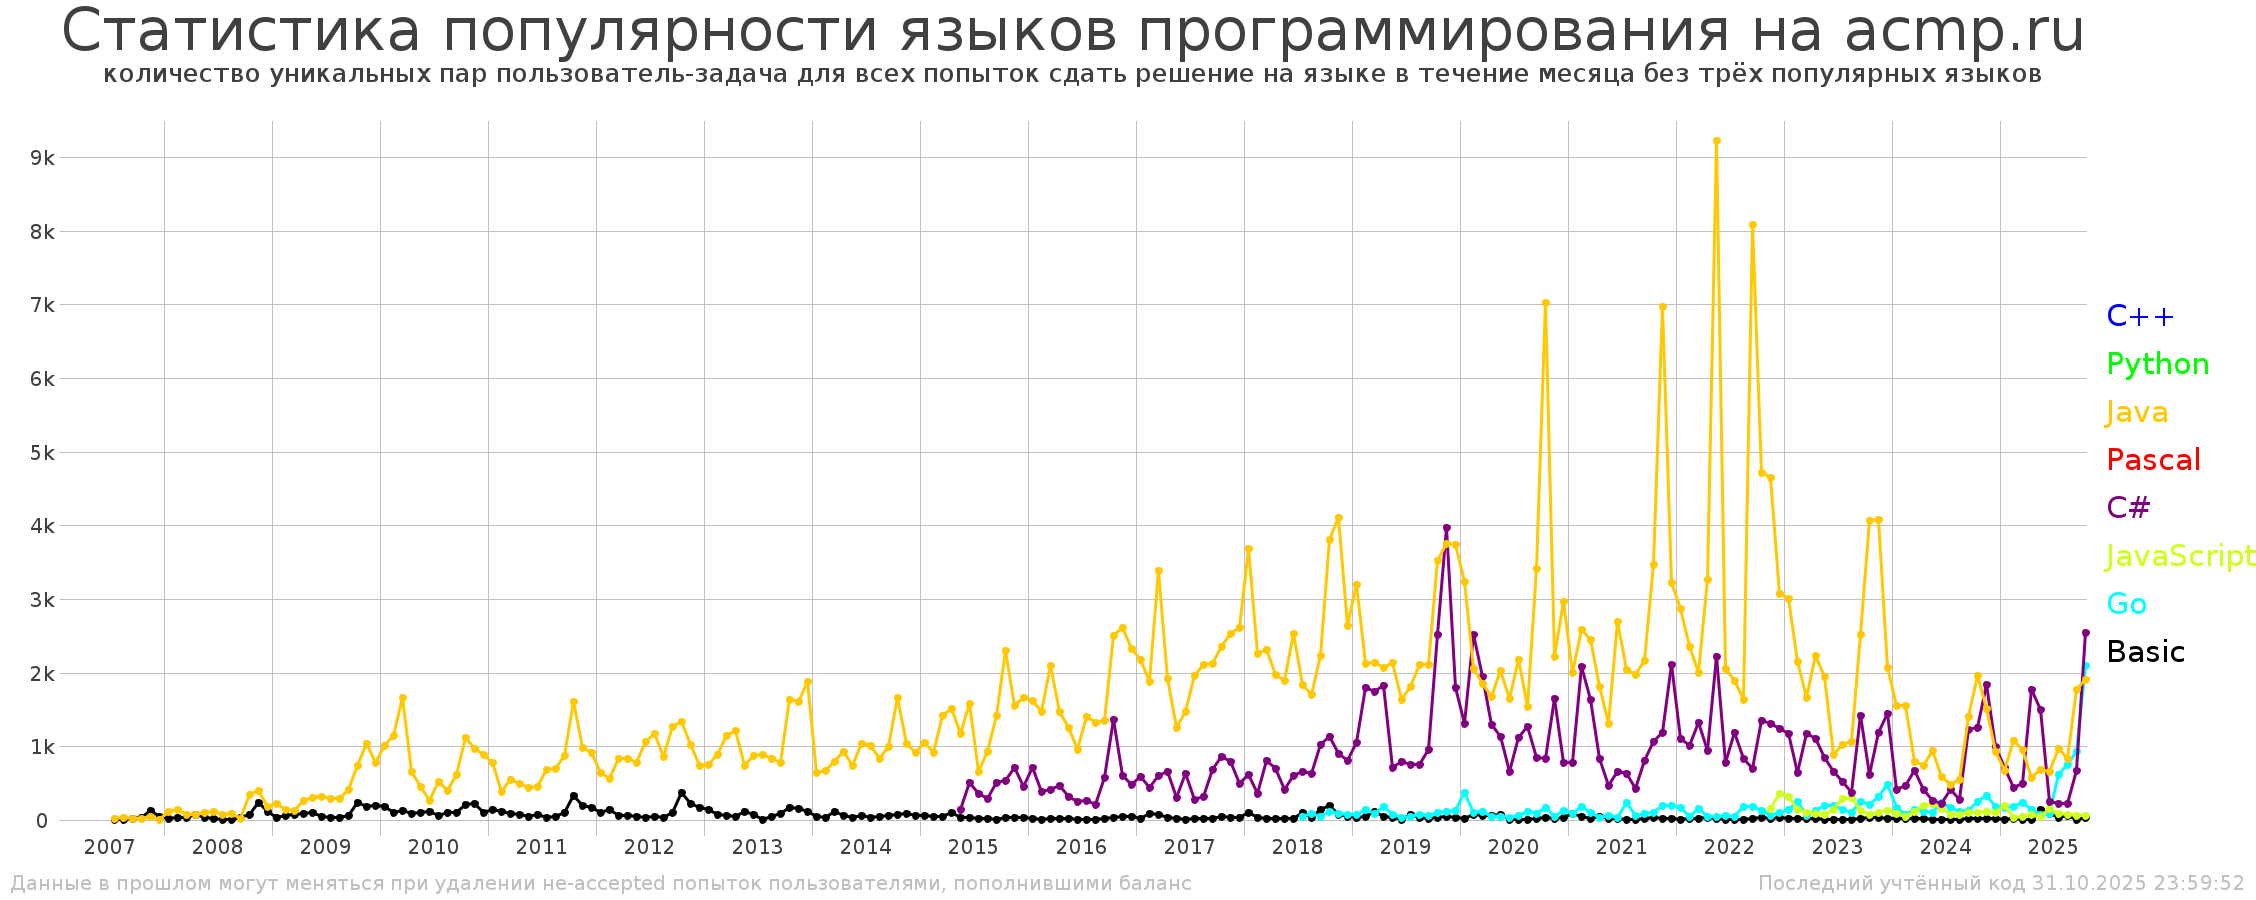 Статистика популярности языков программирования на acmp.ru
количество уникальных пар пользователь-задача для всех попыток сдать решение на языке в течение месяца без трёх популярных языков
9k
8k
7k
6k
5k
4k
3k
2k
1k
0
C++
Python
Java
Pascal
C#
JavaScript
Go
Basic
2007 2008 2009 2010 2011 2012 2013 2014 2015 2016 2017 2018 2019 2020 2021 2022 2023 2024 2025
Данные в прошлом могут меняться при удалении не-accepted попыток пользователями, пополнившими баланс
Последний учтённый код 31.10.2025 23:59:52